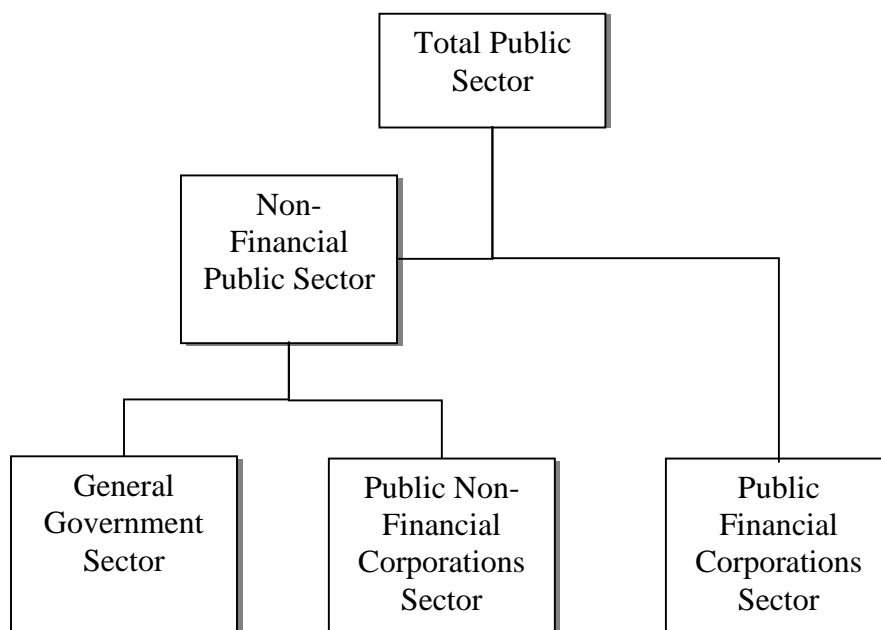 Total Public
Sector
Non-
Financial
Public Sector
General
Government
Sector
Public Non-
Financial
Corporations
Sector
Public
Financial
Corporations
Sector